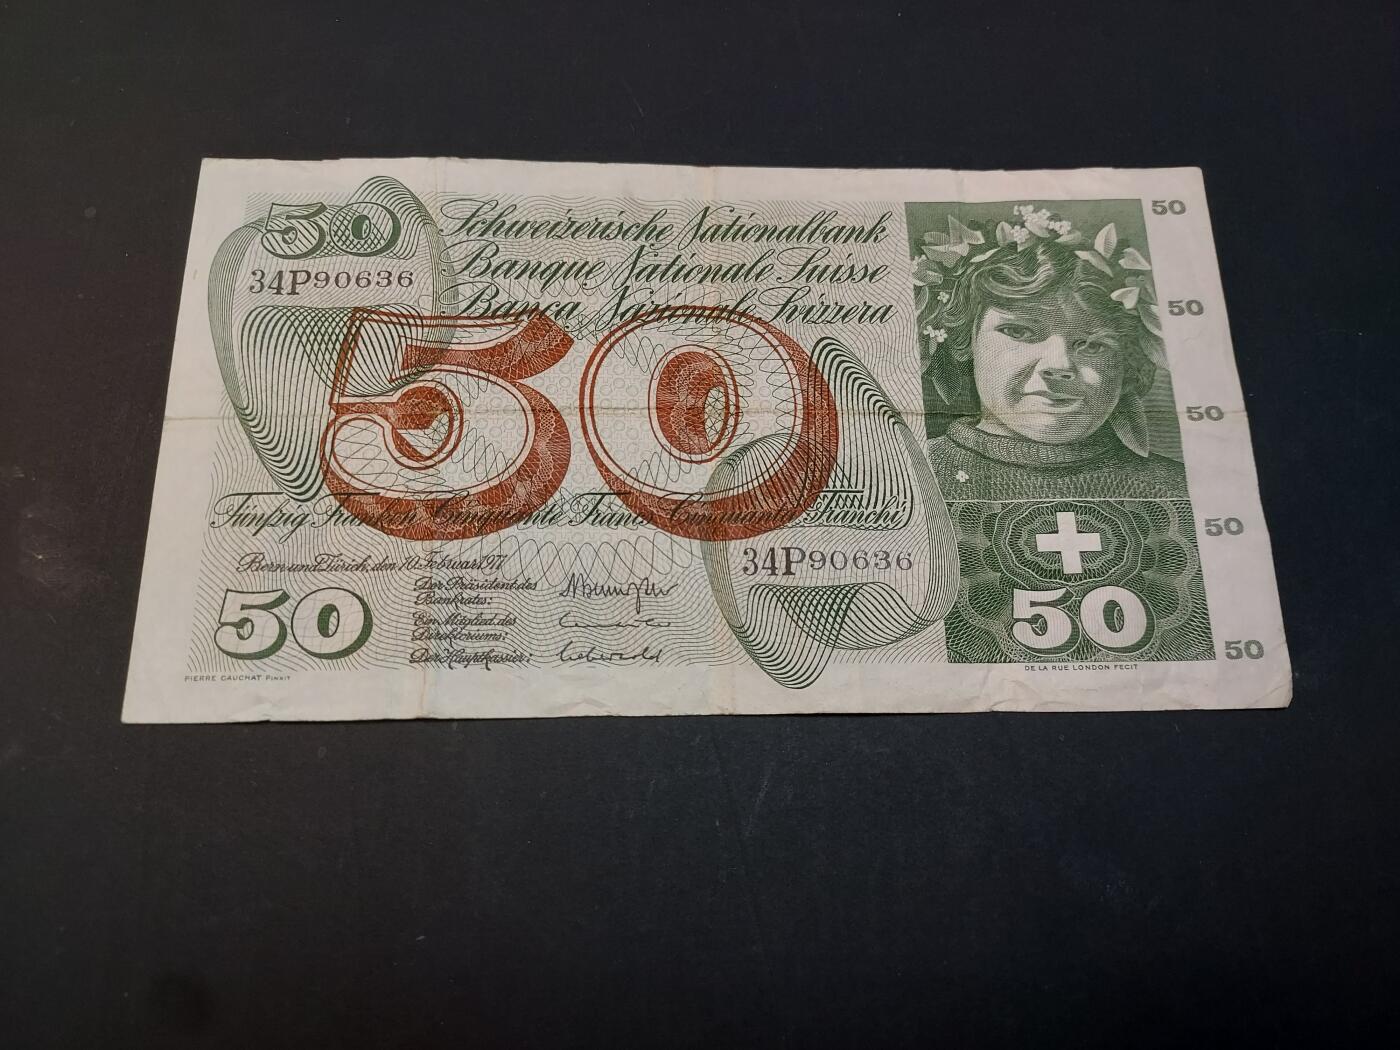 50
Schweizerische Nationalbank
50
34P90636
Banque Nationale Suisse
Banca Nazionale Svizzera
50
50
50
50
Fünfzig Franken Cinquante Francs Cinquanta Franchi
50
Bern und Zürich, den 10. Februar 1971
34P90636
Der Präsident des
Bankrates:
Ein Mitglied des
Direktoriums:
Der Hauptkassier:
50
50
50
PIERRE GAUCHAT PINXIT
DE LA RUE LONDON FECIT